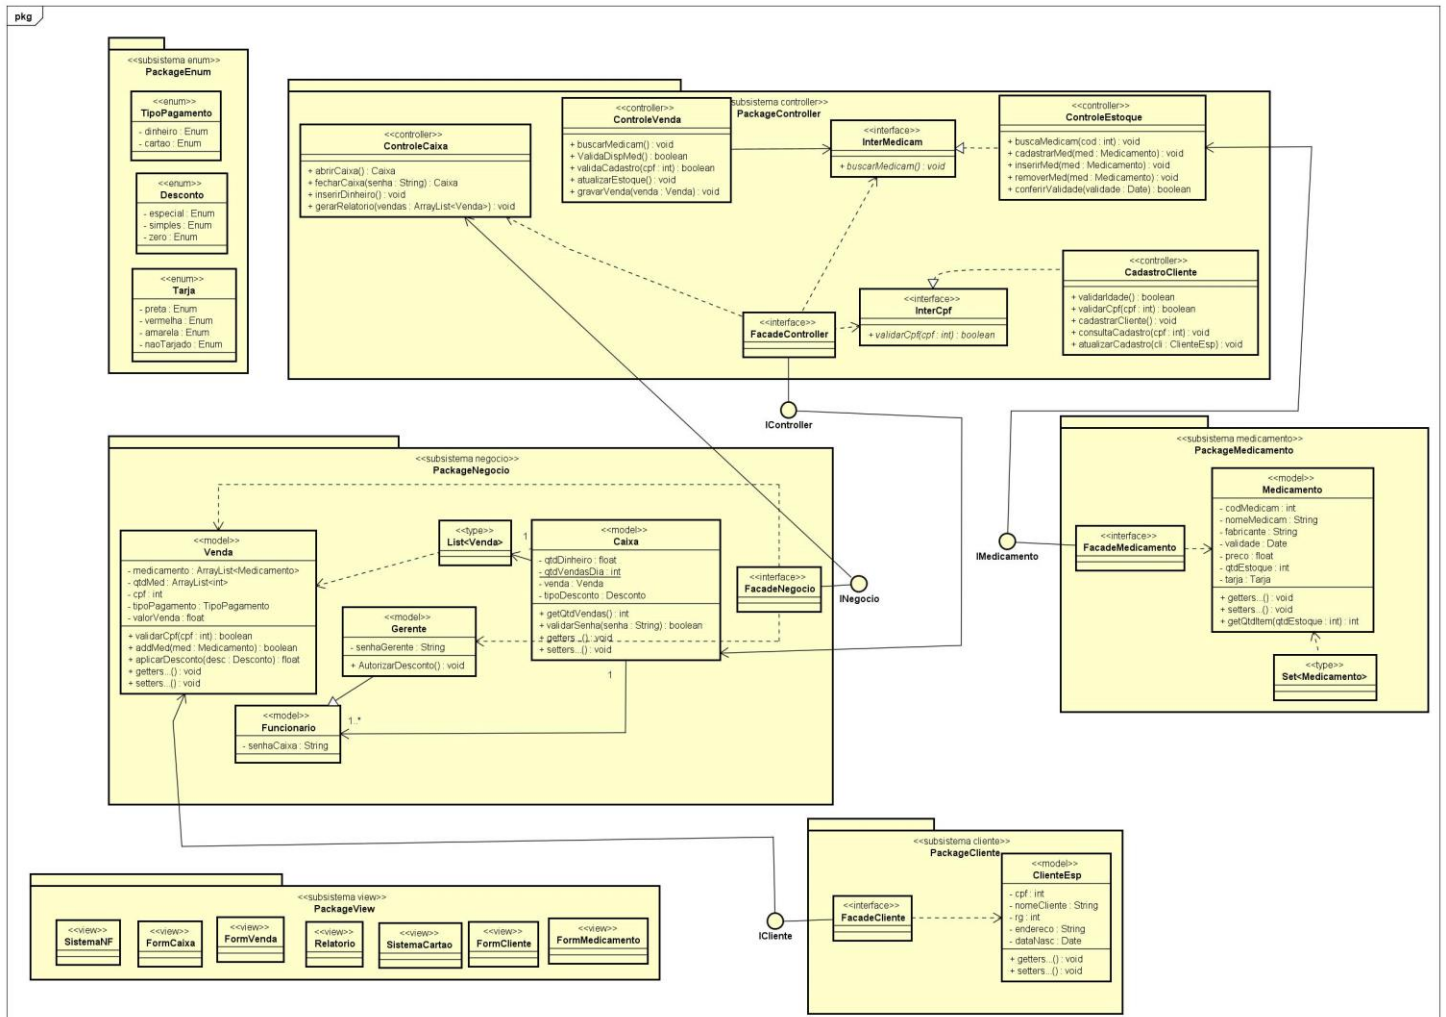 pkg
<<subsistema enum>>
PackageEnum
<<enum>>
TipoPagamento
- dinheiro : Enum
- cartao : Enum
<<enum>>
Desconto
- especial : Enum
- simples : Enum
- zero : Enum
<<enum>>
Tarja
- preta : Enum
- vermelha : Enum
- amarela : Enum
- naoTarjado : Enum
subsistema controller>>
PackageController
<<controller>>
ControleCaixa
+ abrirCaixa() : Caixa
+ fecharCaixa(senha : String) : Caixa
+ inserirDinheiro() : void
+ gerarRelatorio(vendas : ArrayList<Venda>) : void
<<controller>>
ControleVenda
+ buscarMedicam() : void
+ ValidaDispMed() : boolean
+ validaCadastro(cpf : int) : boolean
+ atualizarEstoque() : void
+ gravarVenda(venda : Venda) : void
<<interface>>
InterMedicam
+ buscarMedicam() : void
<<controller>>
ControleEstoque
+ buscaMedicam(cod : int) : void
+ cadastrarMed(med : Medicamento) : void
+ inserirMed(med : Medicamento) : void
+ removerMed(med : Medicamento) : void
+ conferirValidade(validade : Date) : boolean
<<controller>>
CadastroCliente
+ validarIdade() : boolean
+ validarCpf(cpf : int) : boolean
+ cadastrarCliente() : void
+ consultaCadastro(cpf : int) : void
+ atualizarCadastro(cli : ClienteEsp) : void
<<interface>>
InterCpf
+ validarCpf(cpf : int) : boolean
<<interface>>
FacadeController
IController
<<subsistema negocio>>
PackageNegocio
<<model>>
Venda
- medicamento : ArrayList<Medicamento>
- qtdMed : ArrayList<int>
- cpf : int
- tipoPagamento : TipoPagamento
- valorVenda : float
+ validarCpf(cpf : int) : boolean
+ addMed(med : Medicamento) : boolean
+ aplicarDesconto(desc : Desconto) : float
+ getters...() : void
+ setters...() : void
<<type>>
List<Venda>
1
<<model>>
Caixa
- qtdDinheiro : float
- qtdVendasDia : int
- venda : Venda
- tipoDesconto : Desconto
+ getQtdVendas() : int
+ validarSenha(senha : String) : boolean
+ getters...() : void
+ setters...() : void
1
<<interface>>
FacadeNegocio
INegocio
<<model>>
Gerente
- senhaGerente : String
+ AutorizarDesconto() : void
<<model>>
Funcionario
- senhaCaixa : String
1..*
<<subsistema medicamento>>
PackageMedicamento
<<model>>
Medicamento
- codMedicam : int
- nomeMedicam : String
- fabricante : String
- validade : Date
- preco : float
- qtdEstoque : int
- tarja : Tarja
+ getters...() : void
+ setters...() : void
+ getQtdItem(qtdEstoque : int) : int
<<interface>>
FacadeMedicamento
IMedicamento
<<type>>
Set<Medicamento>
<<subsistema cliente>>
PackageCliente
<<model>>
ClienteEsp
- cpf : int
- nomeCliente : String
- rg : int
- endereco : String
- dataNasc : Date
+ getters...() : void
+ setters...() : void
<<interface>>
FacadeCliente
ICliente
<<subsistema view>>
PackageView
<<view>>
SistemaNF
<<view>>
FormCaixa
<<view>>
FormVenda
<<view>>
Relatorio
<<view>>
SistemaCartao
<<view>>
FormCliente
<<view>>
FormMedicamento